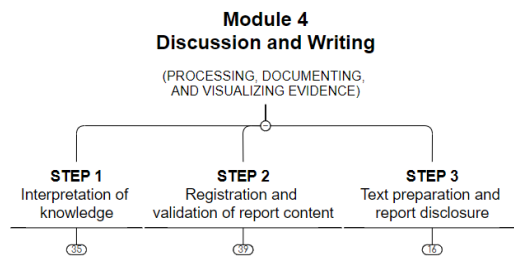 Module 4
Discussion and Writing
(PROCESSING, DOCUMENTING,
AND VISUALIZING EVIDENCE)
STEP 1
Interpretation of
knowledge
35
STEP 2
Registration and
validation of report content
39
STEP 3
Text preparation and
report disclosure
16